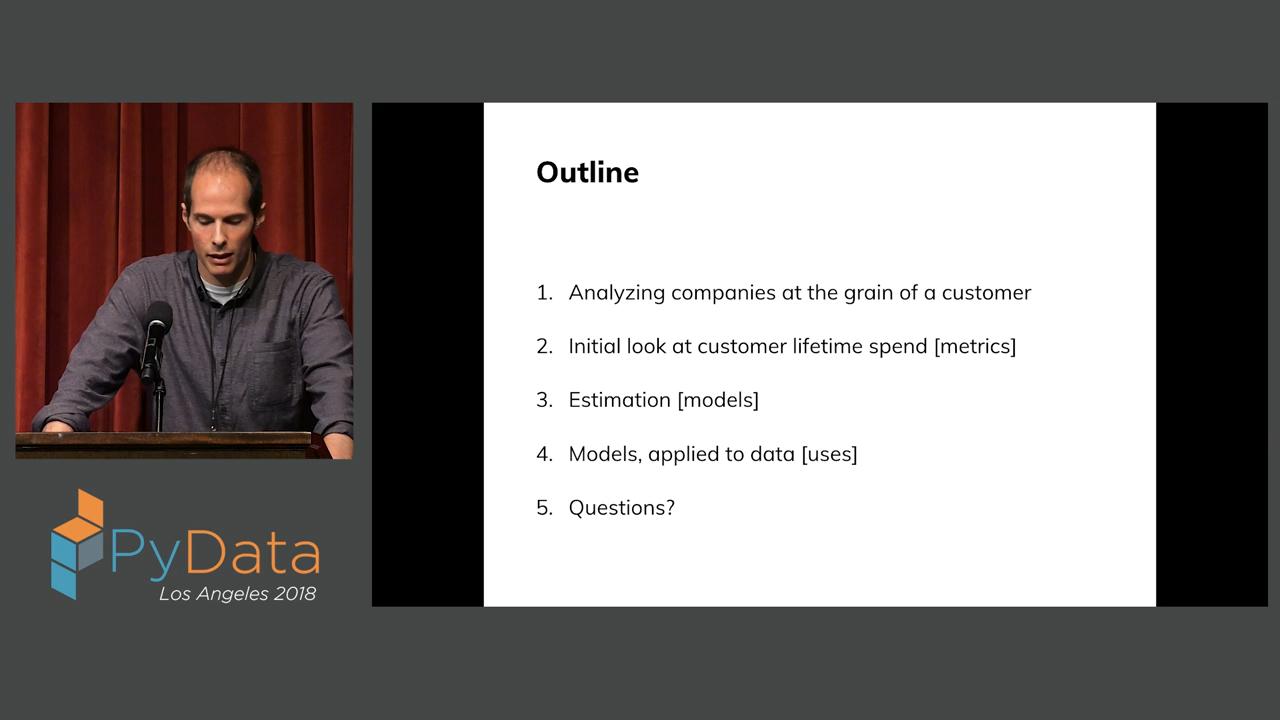 Outline
1. Analyzing companies at the grain of a customer
2. Initial look at customer lifetime spend [metrics]
3. Estimation [models]
4. Models, applied to data [uses]
5. Questions?
PyData
Los Angeles 2018